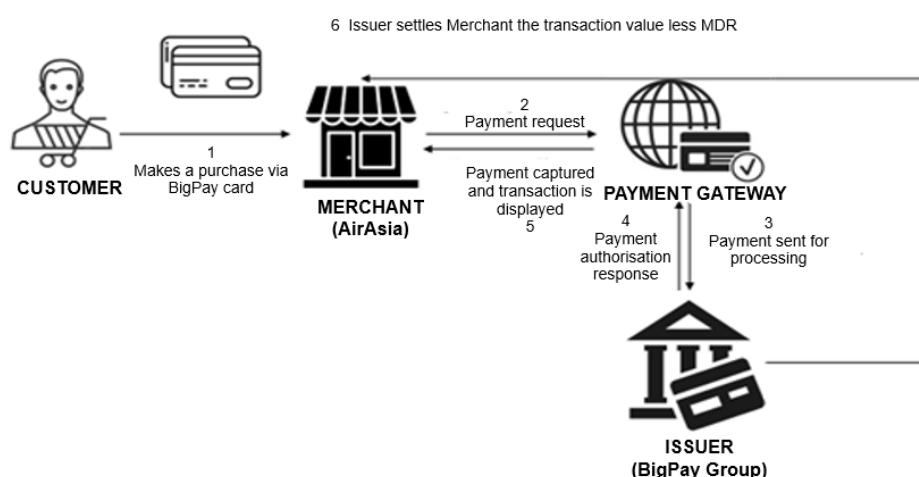 6 Issuer settles Merchant the transaction value less MDR
CUSTOMER
1
Makes a purchase via
BigPay card
MERCHANT
(AirAsia)
2
Payment request
Payment captured
and transaction is
displayed
5
PAYMENT GATEWAY
4
Payment
authorisation
response
3
Payment sent for
processing
ISSUER
(BigPay Group)